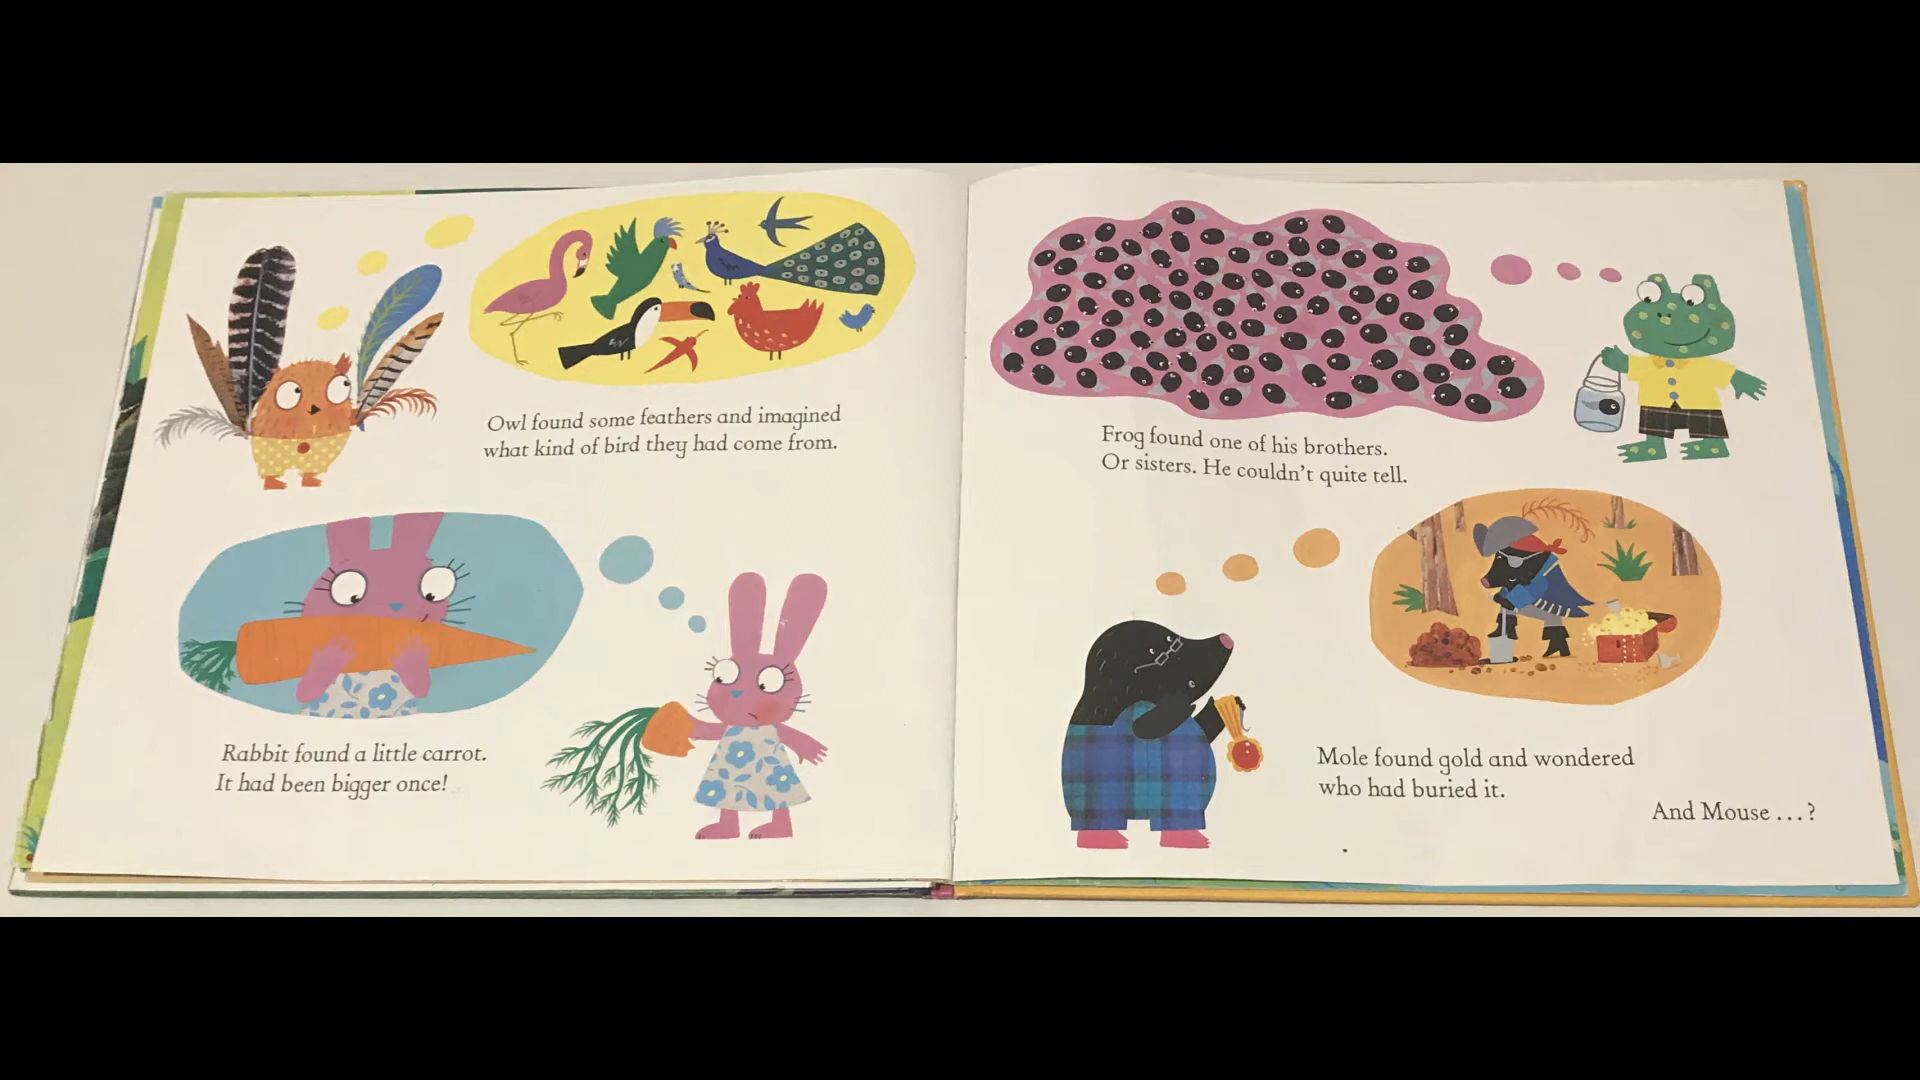 Owl found some feathers and imagined
what kind of bird they had come from.
Rabbit found a little carrot.
It had been bigger once!
Frog found one of his brothers.
Or sisters. He couldn't quite tell.
Mole found gold and wondered
who had buried it.
And Mouse ...?